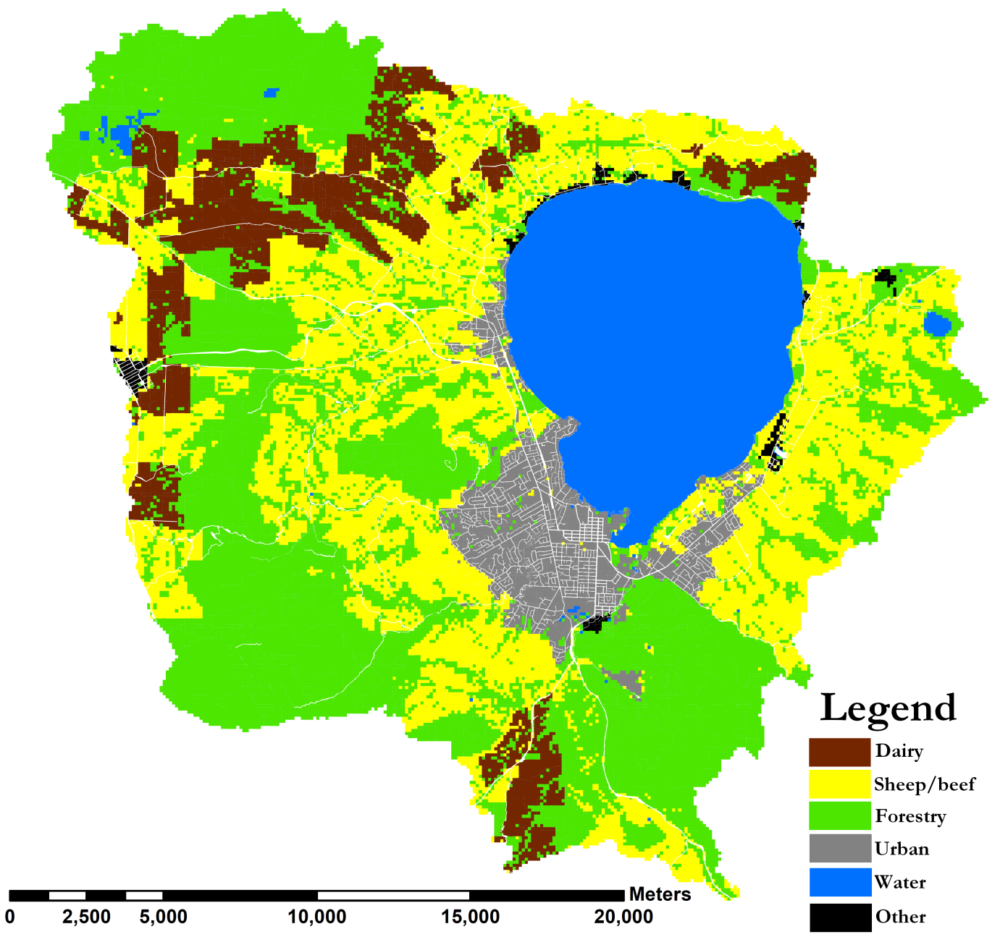 Legend
Dairy
Sheep/beef
Forestry
Urban
Water
Other
Meters
0 2,500 5,000 10,000 15,000 20,000